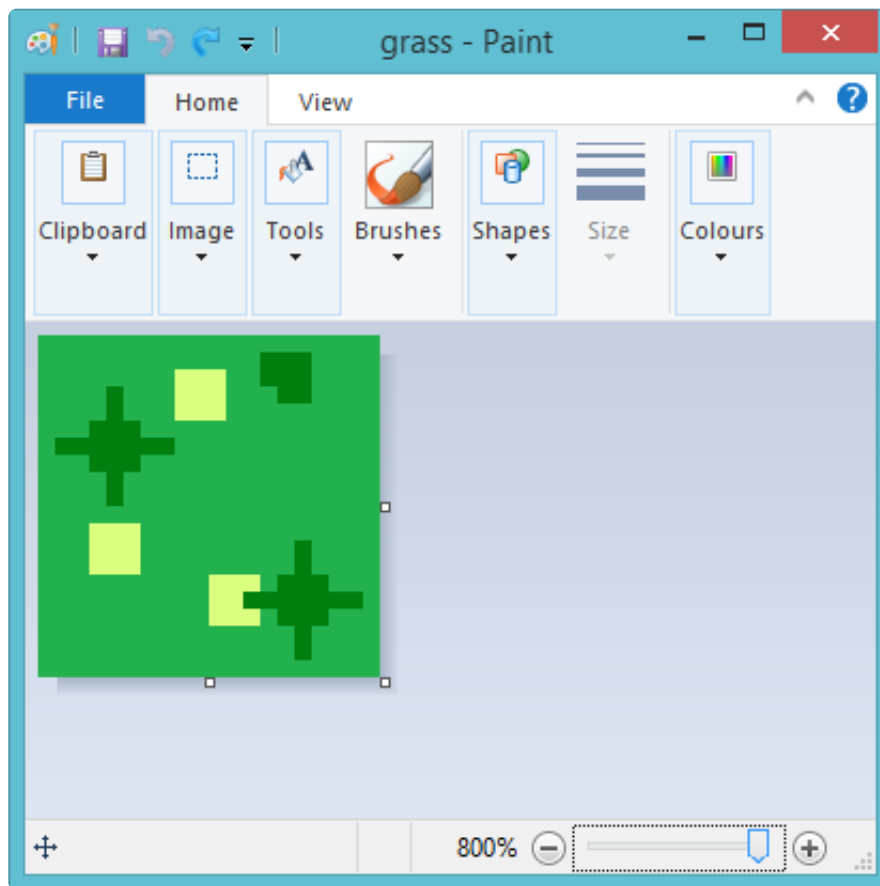 grass - Paint
File Home View
?
Clipboard Image Tools Brushes Shapes Size Colours
800%